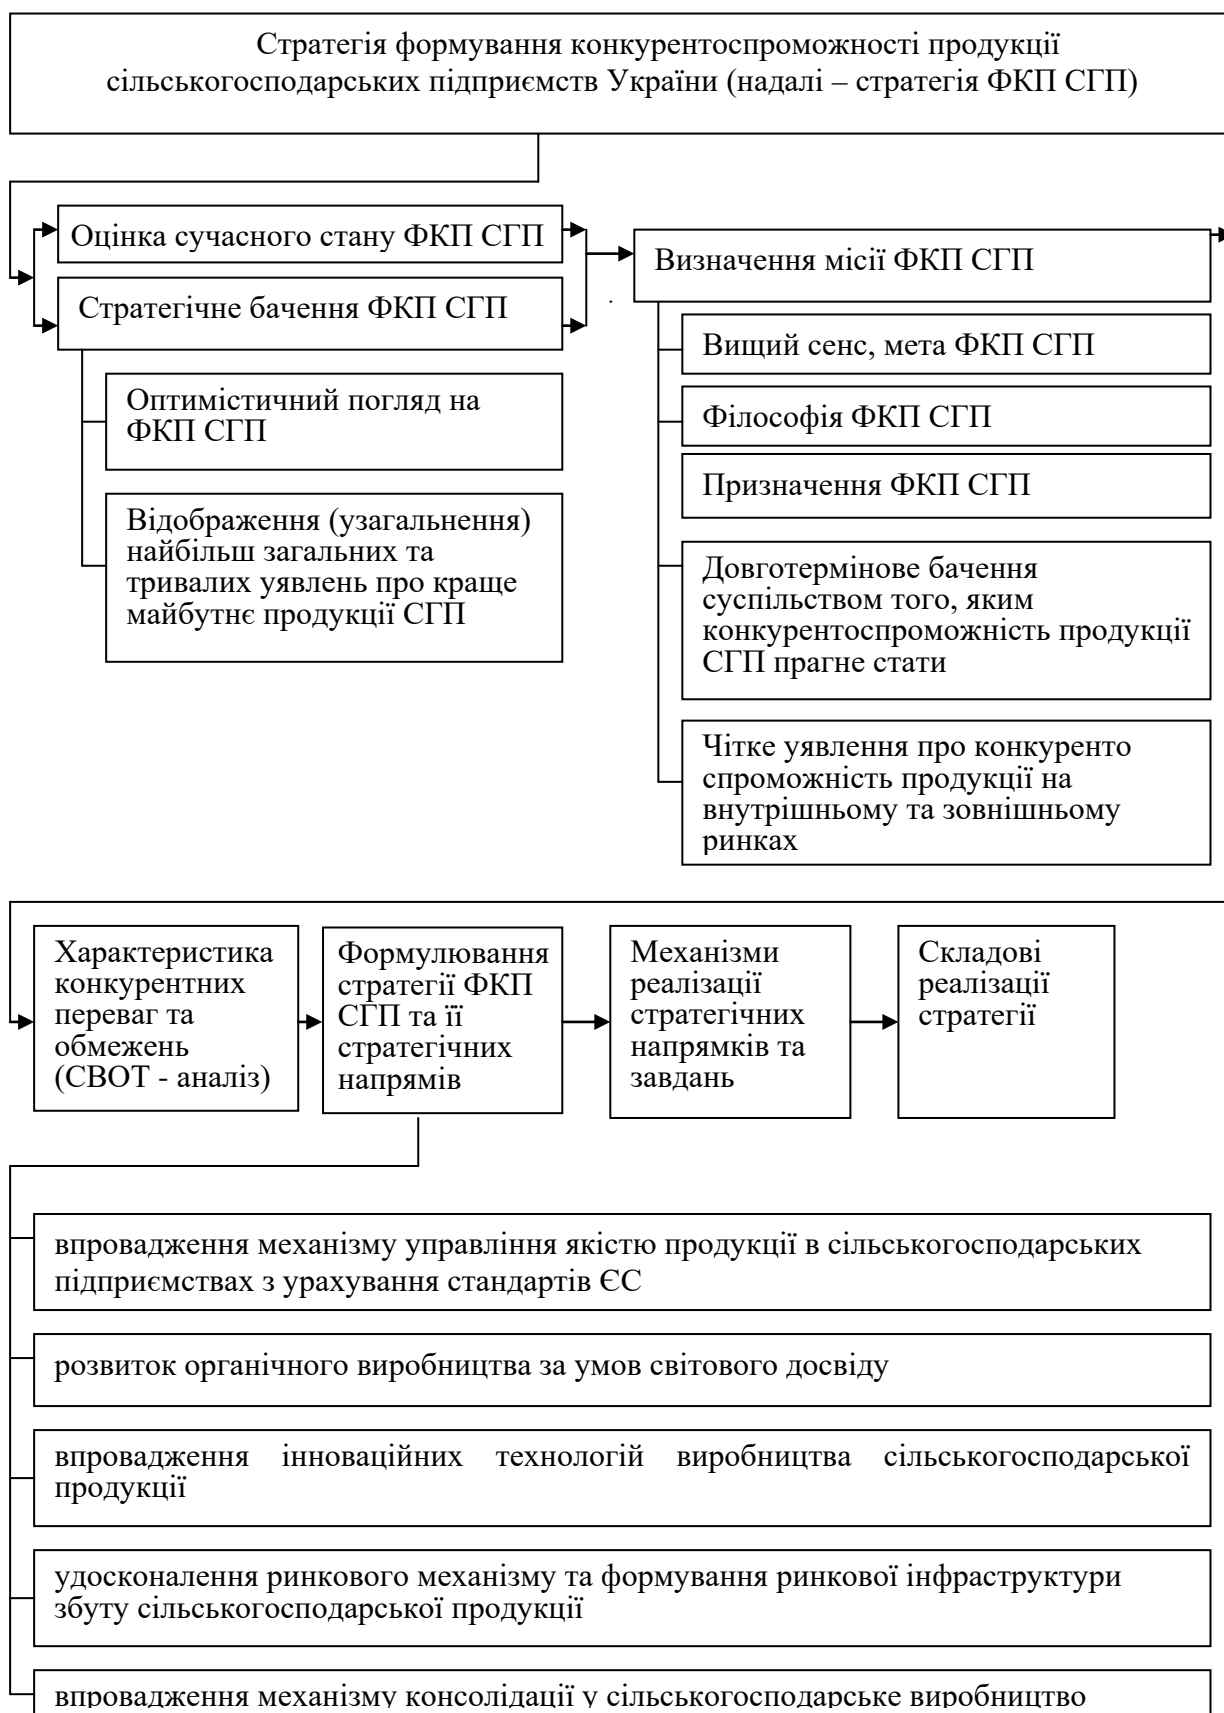 Стратегія формування конкурентоспроможності продукції
сільськогосподарських підприємств України (надалі – стратегія ФКП СГП)
Оцінка сучасного стану ФКП СГП
Стратегічне бачення ФКП СГП
Оптимістичний погляд на
ФКП СГП
Відображення (узагальнення)
найбільш загальних та
тривалих уявлень про краще
майбутнє продукції СГП
Визначення місії ФКП СГП
Вищий сенс, мета ФКП СГП
Філософія ФКП СГП
Призначення ФКП СГП
Довготермінове бачення
суспільством того, яким
конкурентоспроможність продукції
СГП прагне стати
Чітке уявлення про конкуренто
спроможність продукції на
внутрішньому та зовнішньому
ринках
Характеристика
конкурентних
переваг та
обмежень
(СВОТ - аналіз)
Формулювання
стратегії ФКП
СГП та її
стратегічних
напрямів
Механізми
реалізації
стратегічних
напрямків та
завдань
Складові
реалізації
стратегії
впровадження механізму управління якістю продукції в сільськогосподарських
підприємствах з урахування стандартів ЄС
розвиток органічного виробництва за умов світового досвіду
впровадження інноваційних технологій виробництва сільськогосподарської
продукції
удосконалення ринкового механізму та формування ринкової інфраструктури
збуту сільськогосподарської продукції
впровадження механізму консолідації у сільськогосподарське виробництво